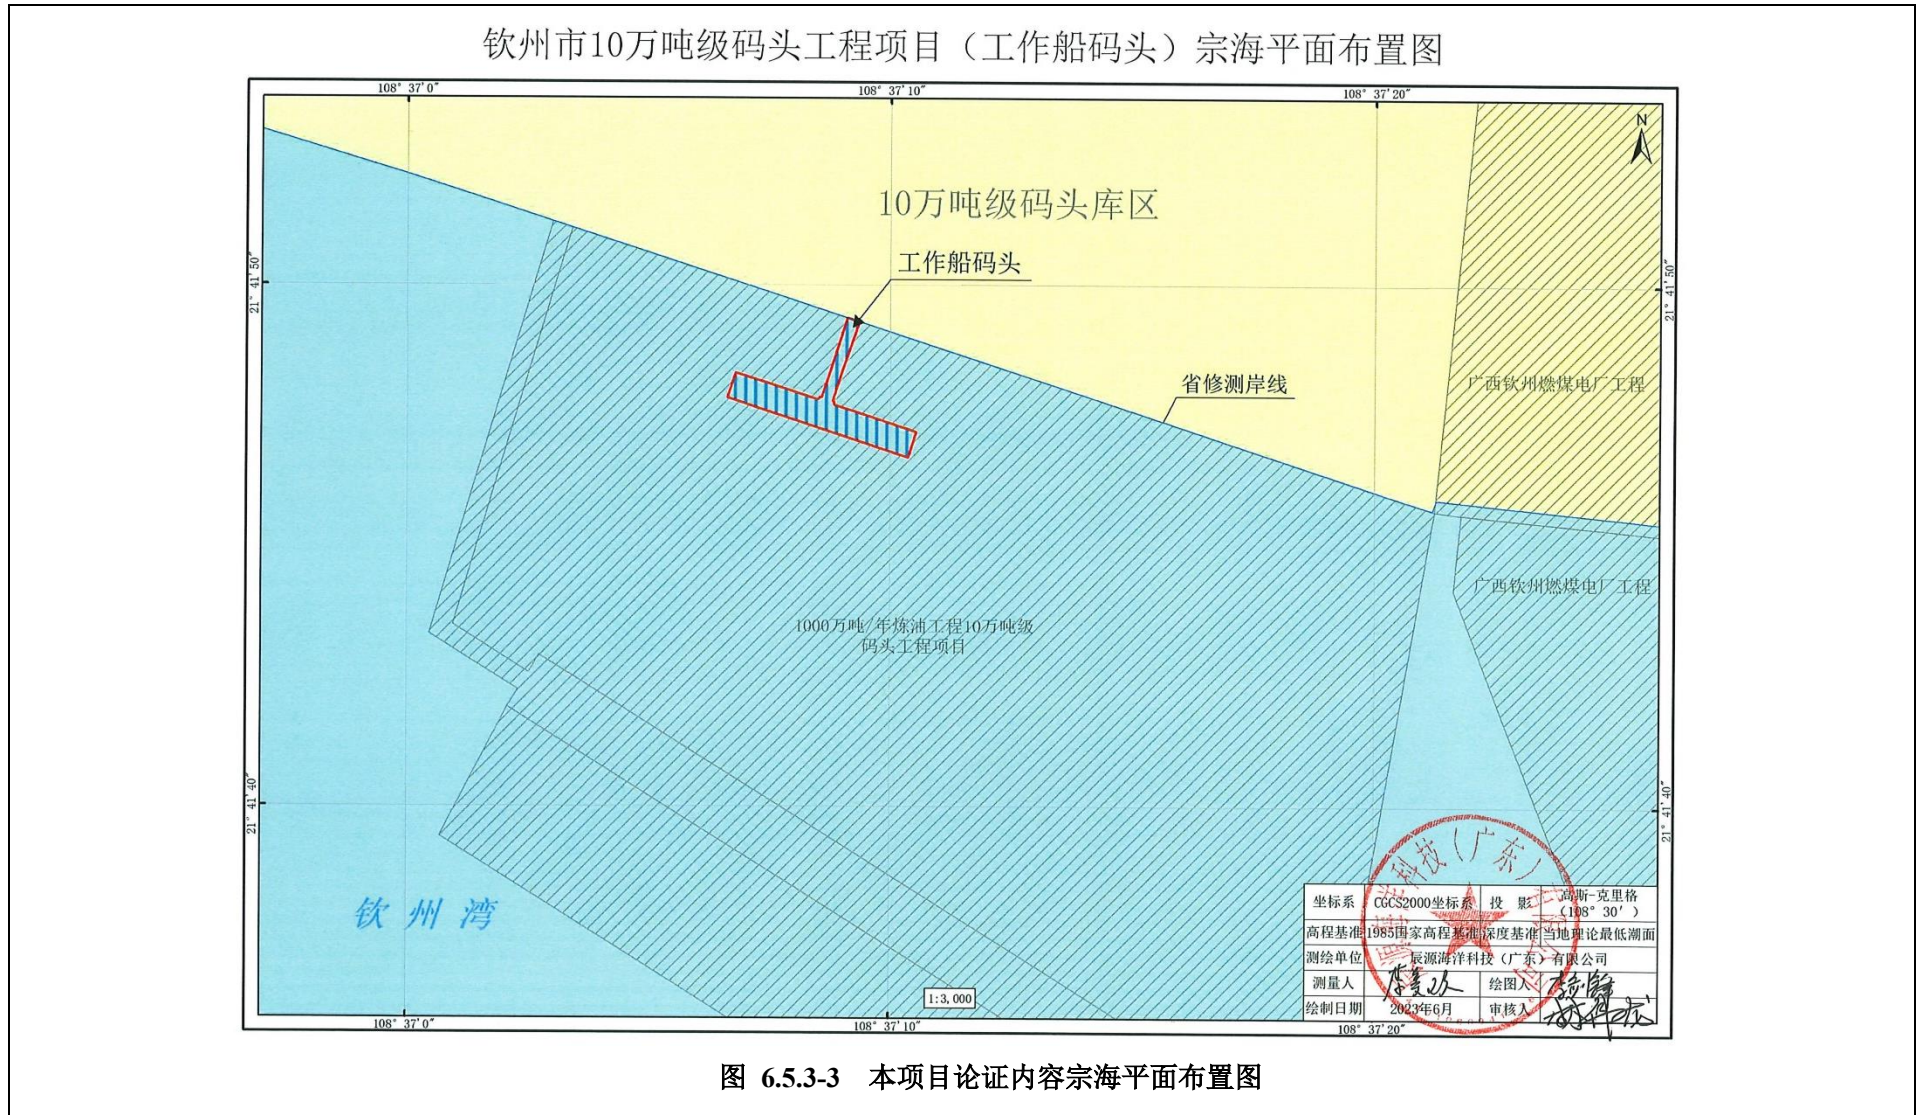 钦州市10万吨级码头工程项目（工作船码头）宗海平面布置图
108° 37′0″
108° 37′10″
108° 37′20″
N
10万吨级码头库区
工作船码头
21° 41′50″
21° 41′50″
省修测岸线
广西钦州燃煤电厂工程
广西钦州燃煤电厂工程
1000万吨/年炼油工程10万吨级
码头工程项目
21° 41′40″
21° 41′40″
钦州湾
坐标系 CGCS2000坐标系 投 影 高斯-克里格
（108° 30′）
高程基准 1985国家高程基准 深度基准 当地理论最低潮面
测绘单位 辰源海洋科技（广东）有限公司
测量人 绘图人
绘制日期 2023年6月 审核人
1:3,000
108° 37′0″
108° 37′10″
108° 37′20″
图 6.5.3-3 本项目论证内容宗海平面布置图